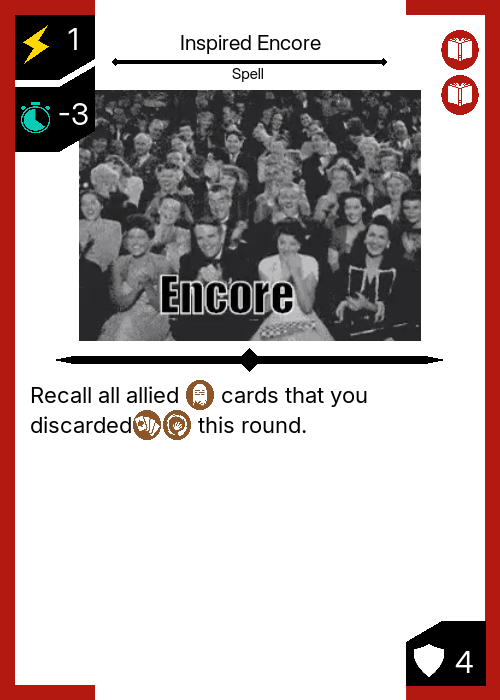 1
Inspired Encore
Spell
-3
Encore
Recall all allied cards that you
discarded this round.
4